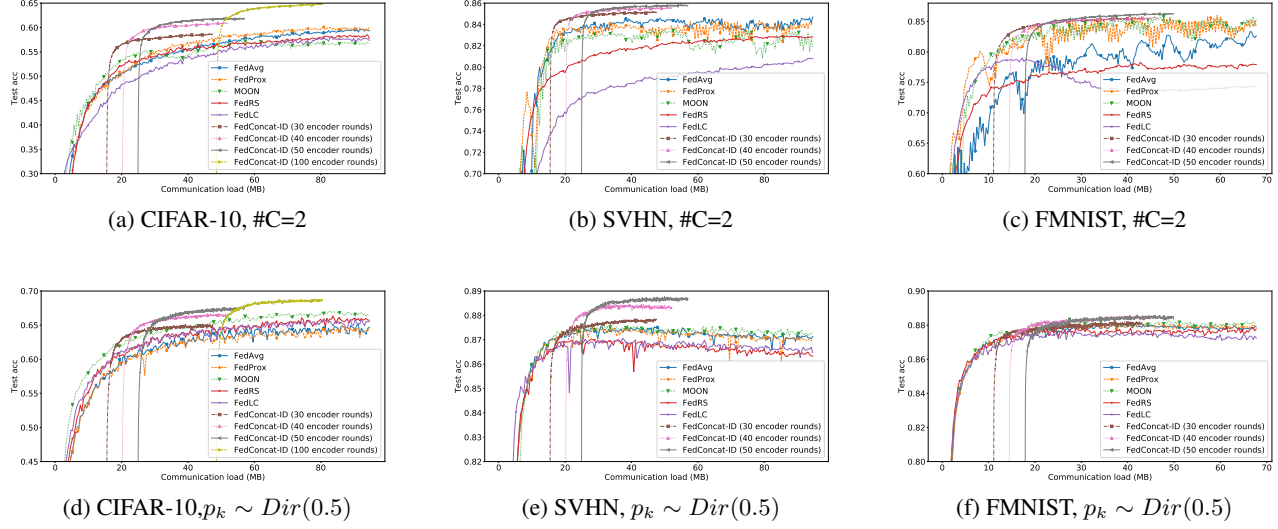 0.65
0.60
0.55
0.50
0.45
0.40
0.35
0.30
Test acc
0 20 40 60 80
Communication load (MB)
FedAvg
FedProx
MOON
FedRS
FedLC
FedConcat-ID (30 encoder rounds)
FedConcat-ID (40 encoder rounds)
FedConcat-ID (50 encoder rounds)
FedConcat-ID (100 encoder rounds)
(a) CIFAR-10, #C=2
0.86
0.84
0.82
0.80
0.78
0.76
0.74
0.72
0.70
Test acc
0 20 40 60 80
Communication load (MB)
FedAvg
FedProx
MOON
FedRS
FedLC
FedConcat-ID (30 encoder rounds)
FedConcat-ID (40 encoder rounds)
FedConcat-ID (50 encoder rounds)
(b) SVHN, #C=2
0.85
0.80
0.75
0.70
0.65
0.60
Test acc
0 10 20 30 40 50 60 70
Communication load (MB)
FedAvg
FedProx
MOON
FedRS
FedLC
FedConcat-ID (30 encoder rounds)
FedConcat-ID (40 encoder rounds)
FedConcat-ID (50 encoder rounds)
(c) FMNIST, #C=2
0.70
0.65
0.60
0.55
0.50
0.45
Test acc
0 20 40 60 80
Communication load (MB)
FedAvg
FedProx
MOON
FedRS
FedLC
FedConcat-ID (30 encoder rounds)
FedConcat-ID (40 encoder rounds)
FedConcat-ID (50 encoder rounds)
FedConcat-ID (100 encoder rounds)
(d) CIFAR-10,p_k ∼ Dir(0.5)
0.89
0.88
0.87
0.86
0.85
0.84
0.83
0.82
Test acc
0 20 40 60 80
Communication load (MB)
FedAvg
FedProx
MOON
FedRS
FedLC
FedConcat-ID (30 encoder rounds)
FedConcat-ID (40 encoder rounds)
FedConcat-ID (50 encoder rounds)
(e) SVHN, p_k ∼ Dir(0.5)
0.90
0.88
0.86
0.84
0.82
0.80
Test acc
0 10 20 30 40 50 60 70
Communication load (MB)
FedAvg
FedProx
MOON
FedRS
FedLC
FedConcat-ID (30 encoder rounds)
FedConcat-ID (40 encoder rounds)
FedConcat-ID (50 encoder rounds)
(f) FMNIST, p_k ∼ Dir(0.5)